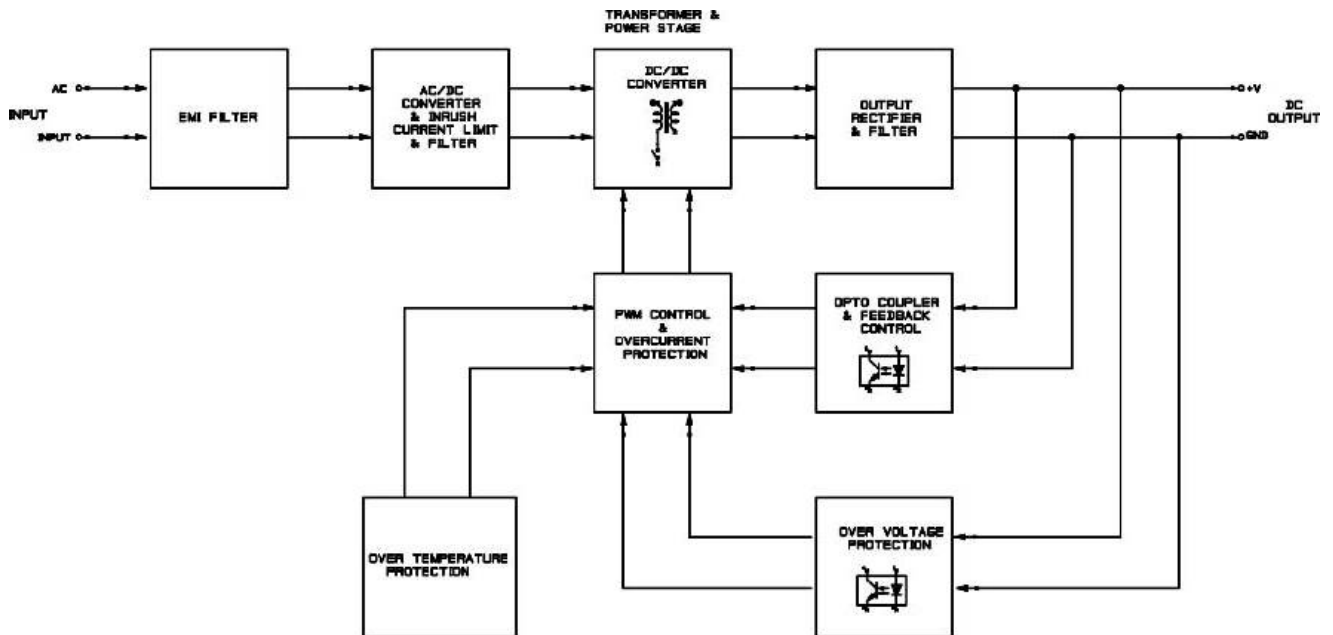 TRANSFORMER &
POWER STAGE
AC
INPUT
INPUT
EMI FILTER
AC/DC
CONVERTER
& INRUSH
CURRENT LIMIT
& FILTER
DC/DC
CONVERTER
OUTPUT
RECTIFIER
& FILTER
+V
DC
OUTPUT
GND
PWM CONTROL
&
OVERCURRENT
PROTECTION
OPTO COUPLER
& FEEDBACK
CONTROL
OVER TEMPERATURE
PROTECTION
OVER VOLTAGE
PROTECTION